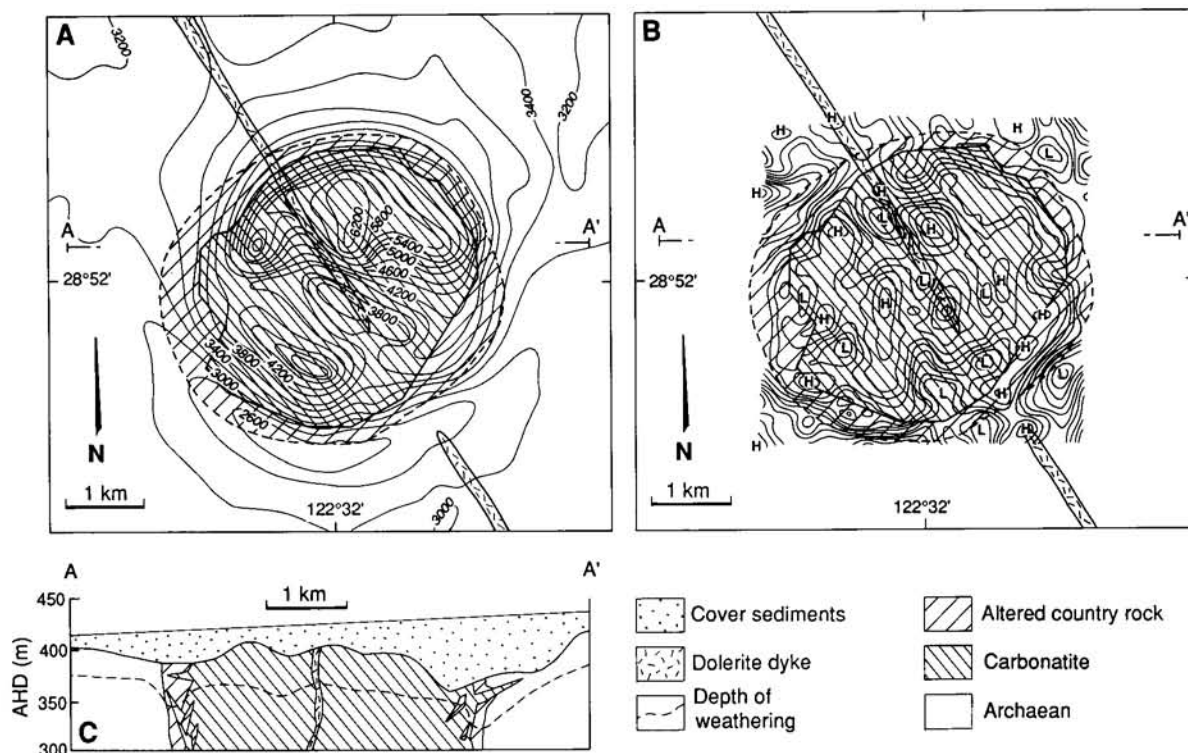 A
3200
3400
3200
6200
5800
5400
5000
4600
4200
3800
3400
3800
4200
3000
2600
3000
A
A'
28°52'
N
1 km
122°32'
B
H
H
L
H
H
L
H
H
A
A'
28°52'
L
H
L
H
L
H
H
L
L
H
H
L
L
H
L
H
L
H
H
N
1 km
122°32'
A
A'
1 km
450
400
350
300
AHD (m)
C
Cover sediments
Dolerite dyke
Depth of
weathering
Altered country rock
Carbonatite
Archaean